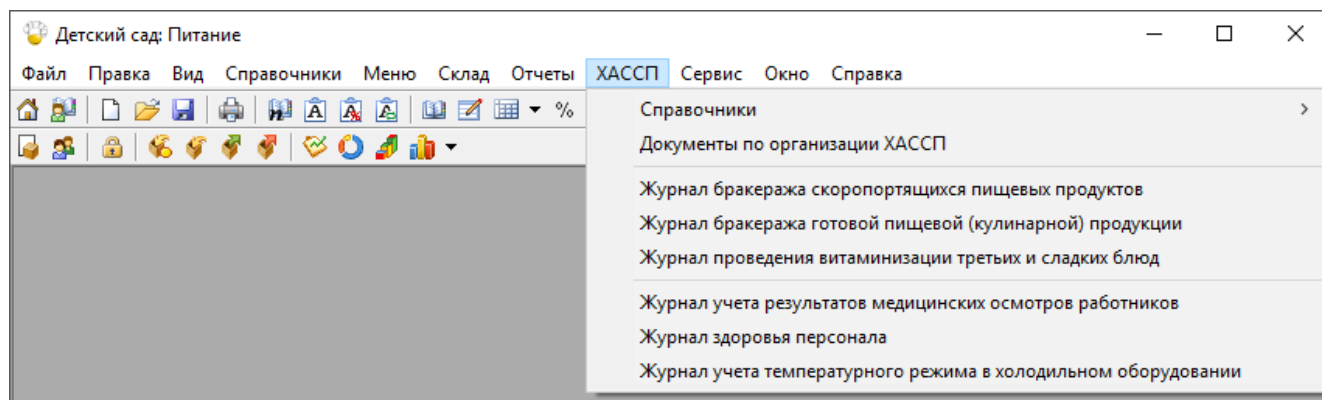 Детский сад: Питание
Файл Правка Вид Справочники Меню Склад Отчеты ХАССП Сервис Окно Справка
%
Справочники
Документы по организации ХАССП
Журнал бракеража скоропортящихся пищевых продуктов
Журнал бракеража готовой пищевой (кулинарной) продукции
Журнал проведения витаминизации третьих и сладких блюд
Журнал учета результатов медицинских осмотров работников
Журнал здоровья персонала
Журнал учета температурного режима в холодильном оборудовании